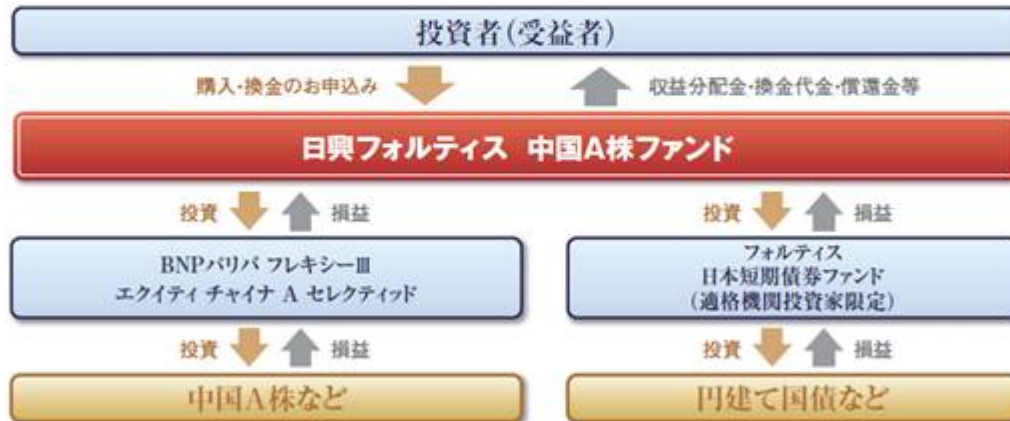 投資者(受益者)
購入・換金のお申込み
収益分配金・換金代金・償還金等
日興フォルティス 中国A株ファンド
投資
損益
投資
損益
BNPパリバ フレキシーⅢ
エクイティ チャイナ A セレクティッド
フォルティス
日本短期債券ファンド
(適格機関投資家限定)
投資
損益
投資
損益
中国A株など
円建て国債など